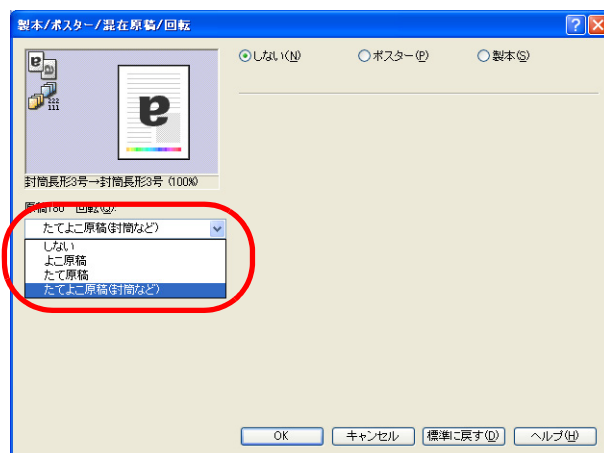 製本/ポスター/混在原稿/回転
しない(N) ポスター(P) 製本(S)
封筒長形3号→封筒長形3号 (100%)
原稿180°回転(Q):
たてよこ原稿(封筒など)
しない
よこ原稿
たて原稿
たてよこ原稿(封筒など)
OK キャンセル 標準に戻す(D) ヘルプ(H)